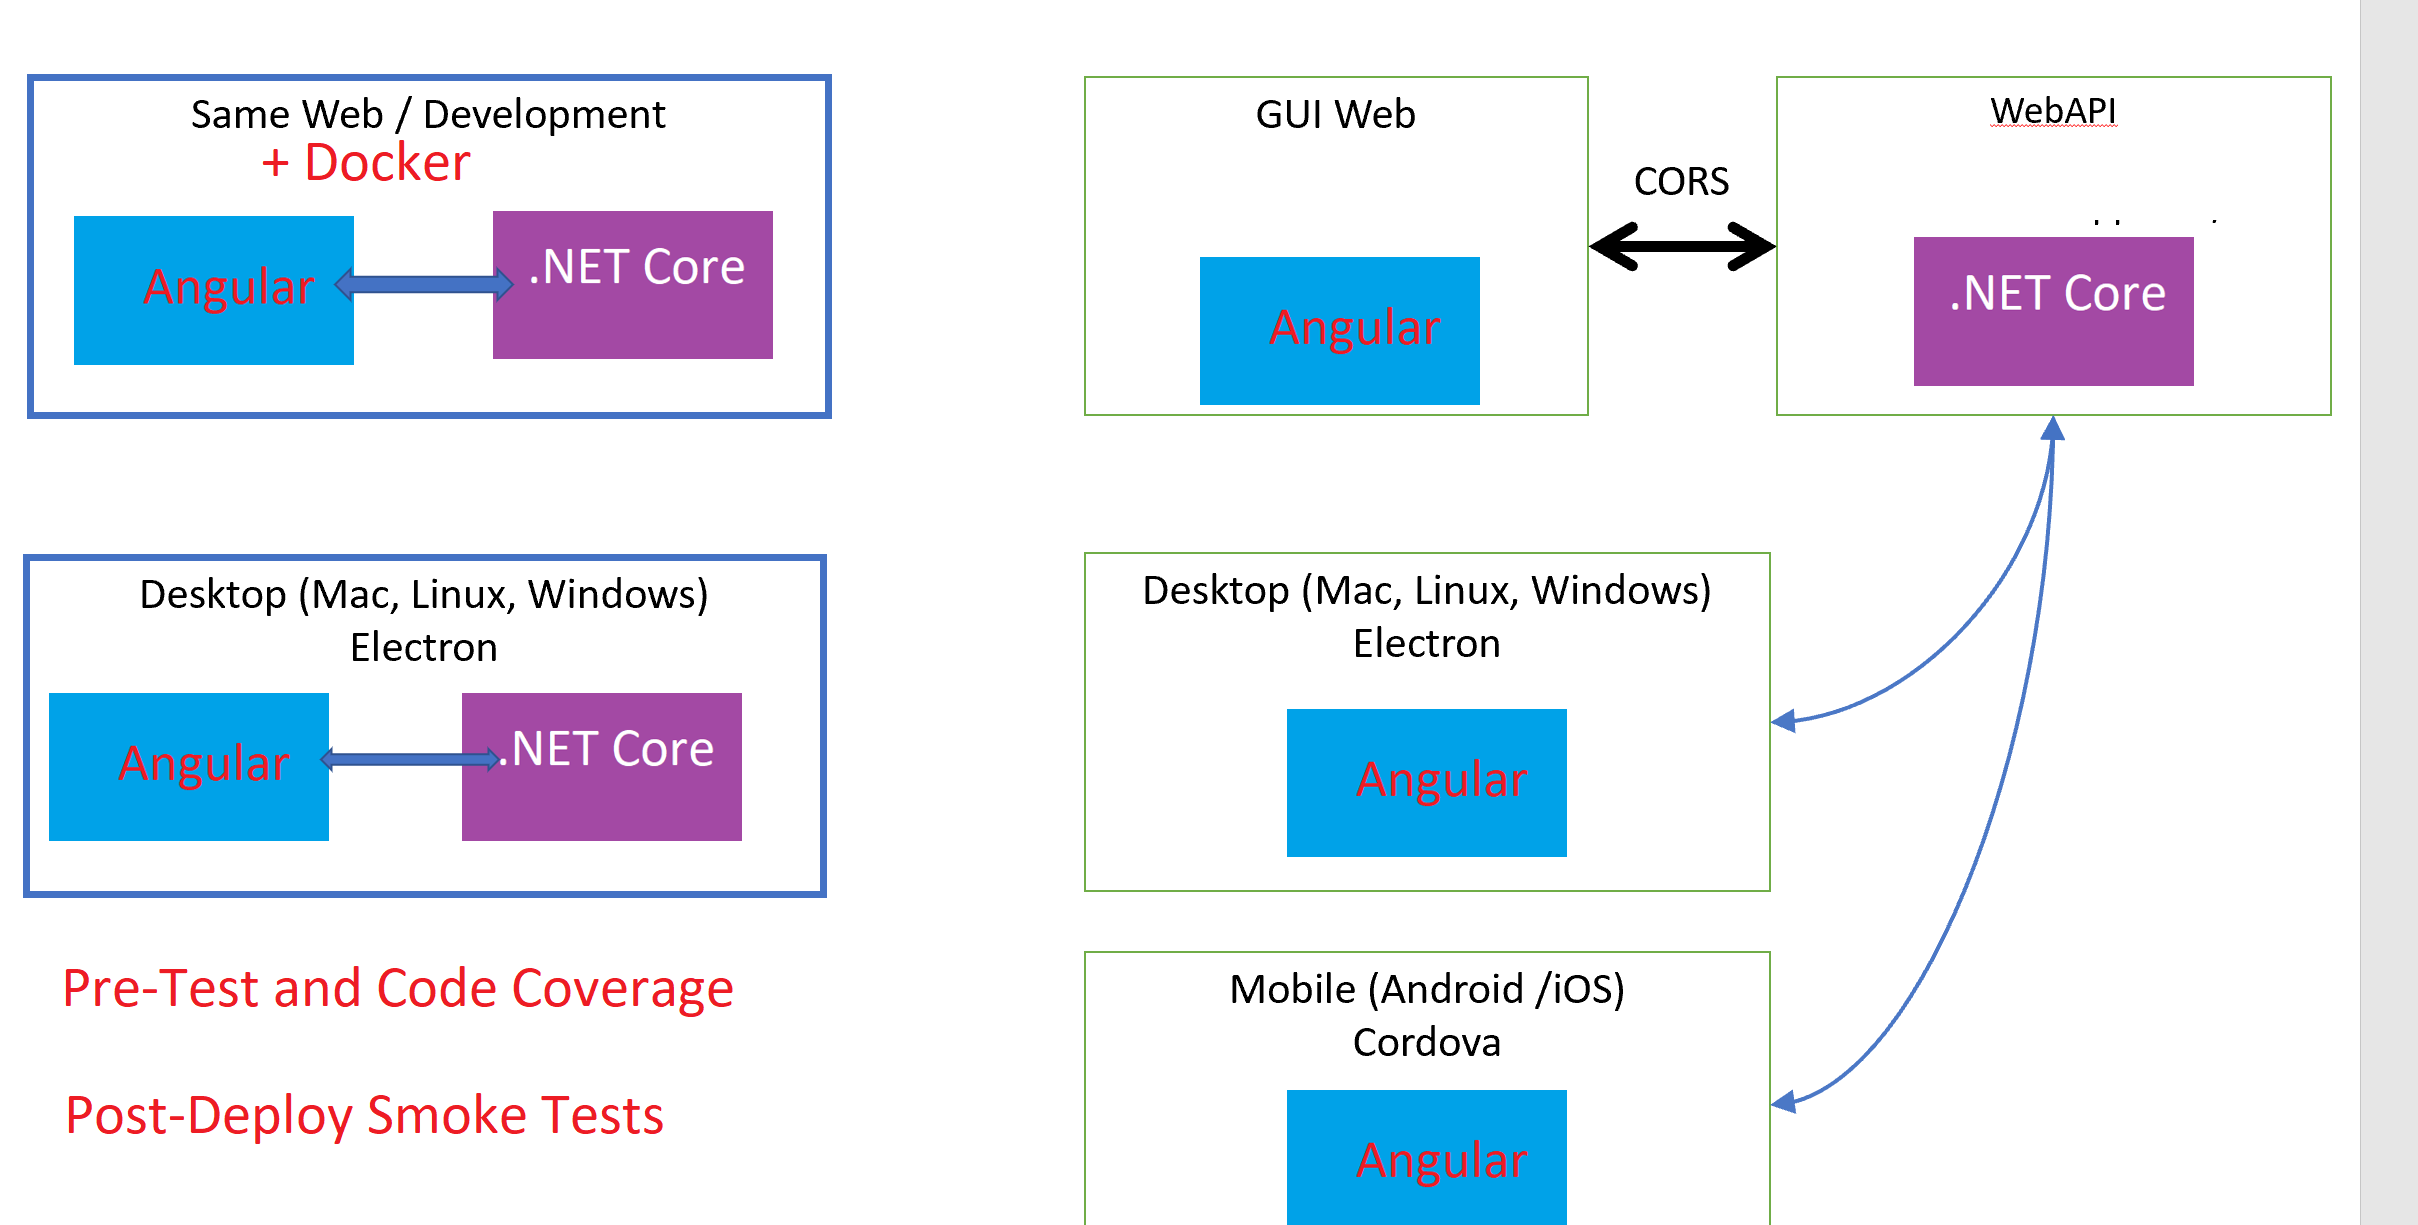 Same Web / Development
+ Docker
Angular
.NET Core
GUI Web
Angular
CORS
WebAPI
.NET Core
Desktop (Mac, Linux, Windows)
Electron
Angular
.NET Core
Desktop (Mac, Linux, Windows)
Electron
Angular
Pre-Test and Code Coverage
Post-Deploy Smoke Tests
Mobile (Android /iOS)
Cordova
Angular